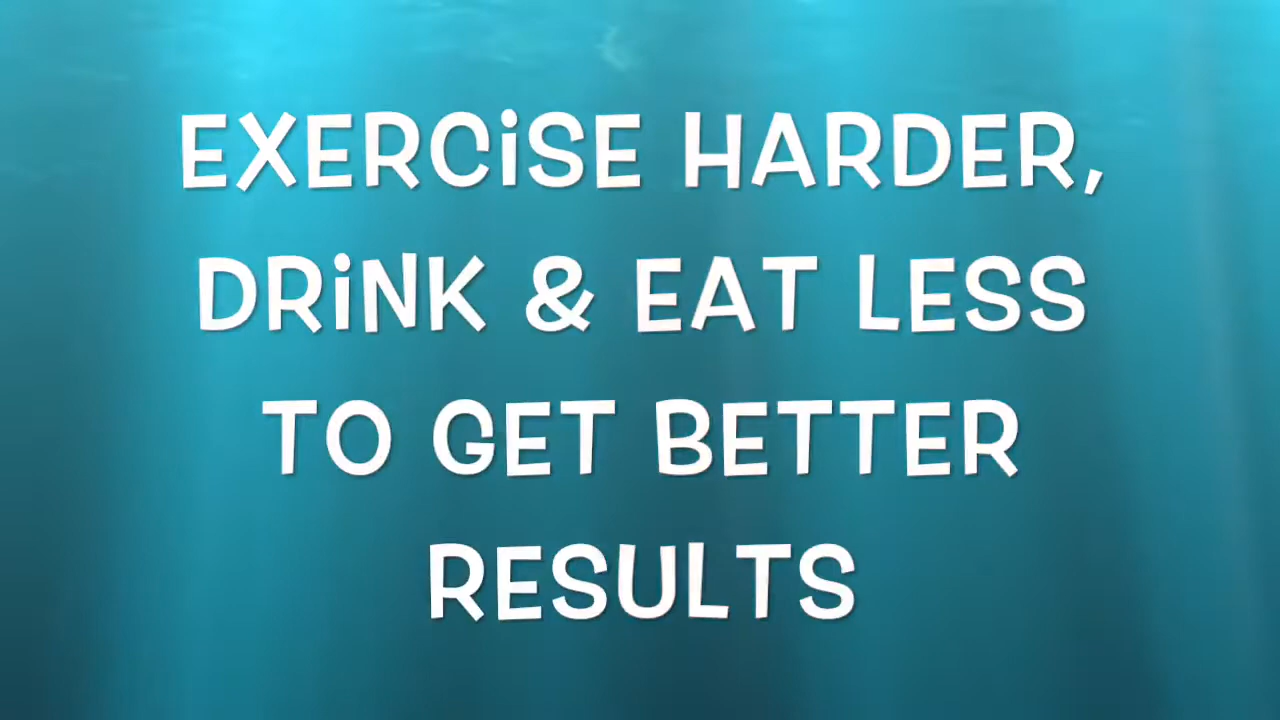 EXERCiSE HARDER,
DRiNK & EAT LESS
TO GET BETTER
RESULTS